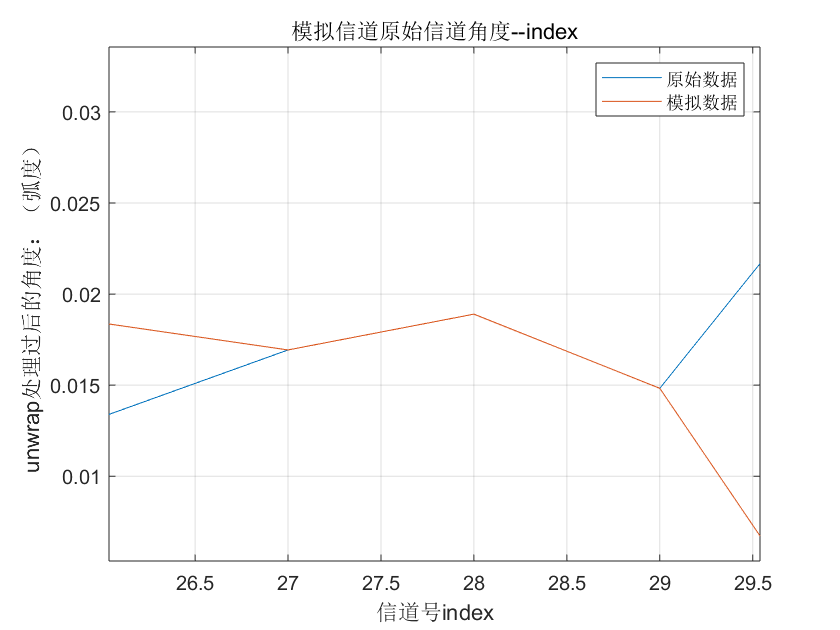 模拟信道原始信道角度--index
原始数据
模拟数据
unwrap处理过后的角度：（弧度）
0.03
0.025
0.02
0.015
0.01
26.5 27 27.5 28 28.5 29 29.5
信道号index